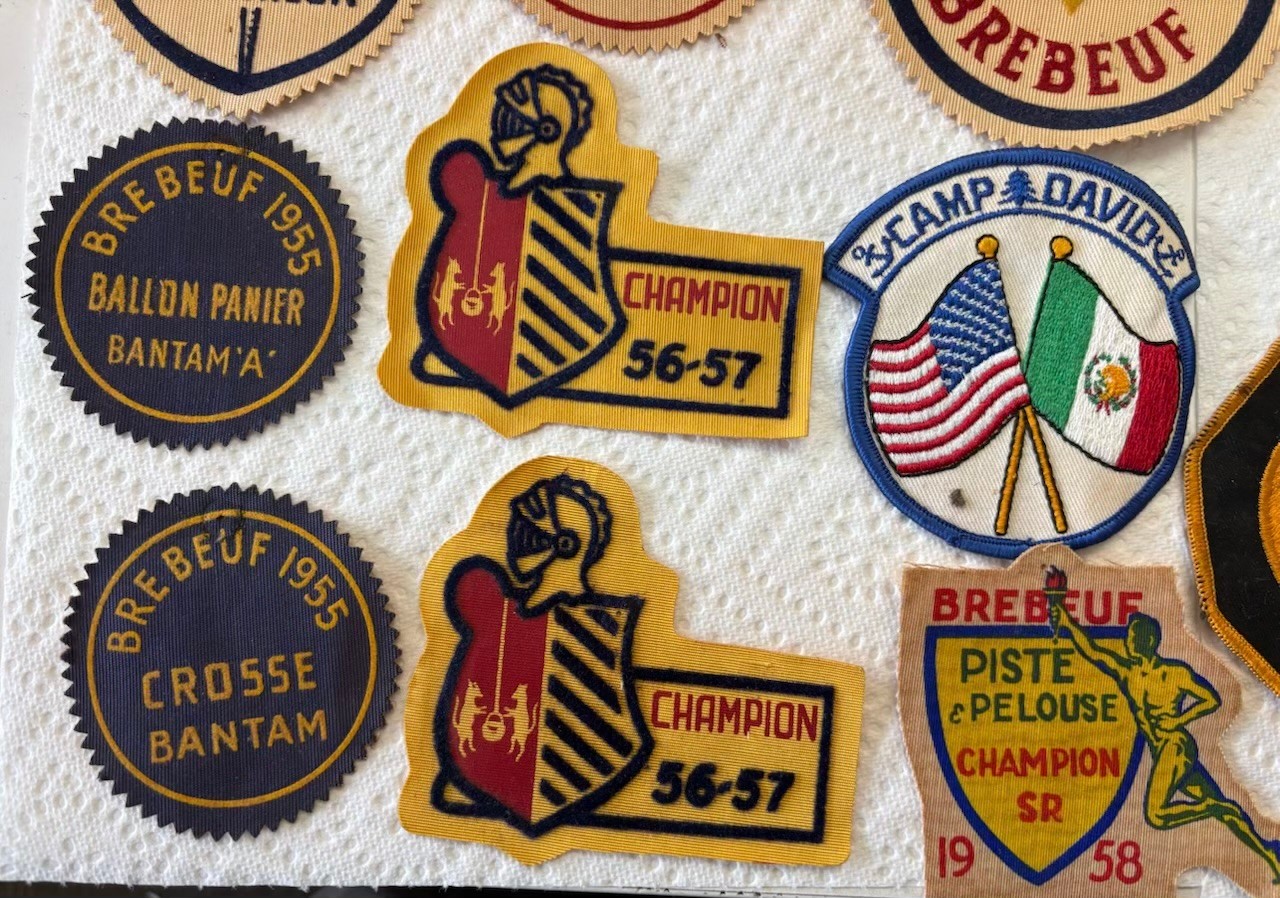 BREBEUF
BREBEUF 1955
BALLON PANIER
BANTAM 'A'
CHAMPION
56-57
CAMP DAVID
BREBEUF 1955
CROSSE
BANTAM
CHAMPION
56-57
BREBEUF
PISTE
& PELOUSE
CHAMPION
SR
19 58